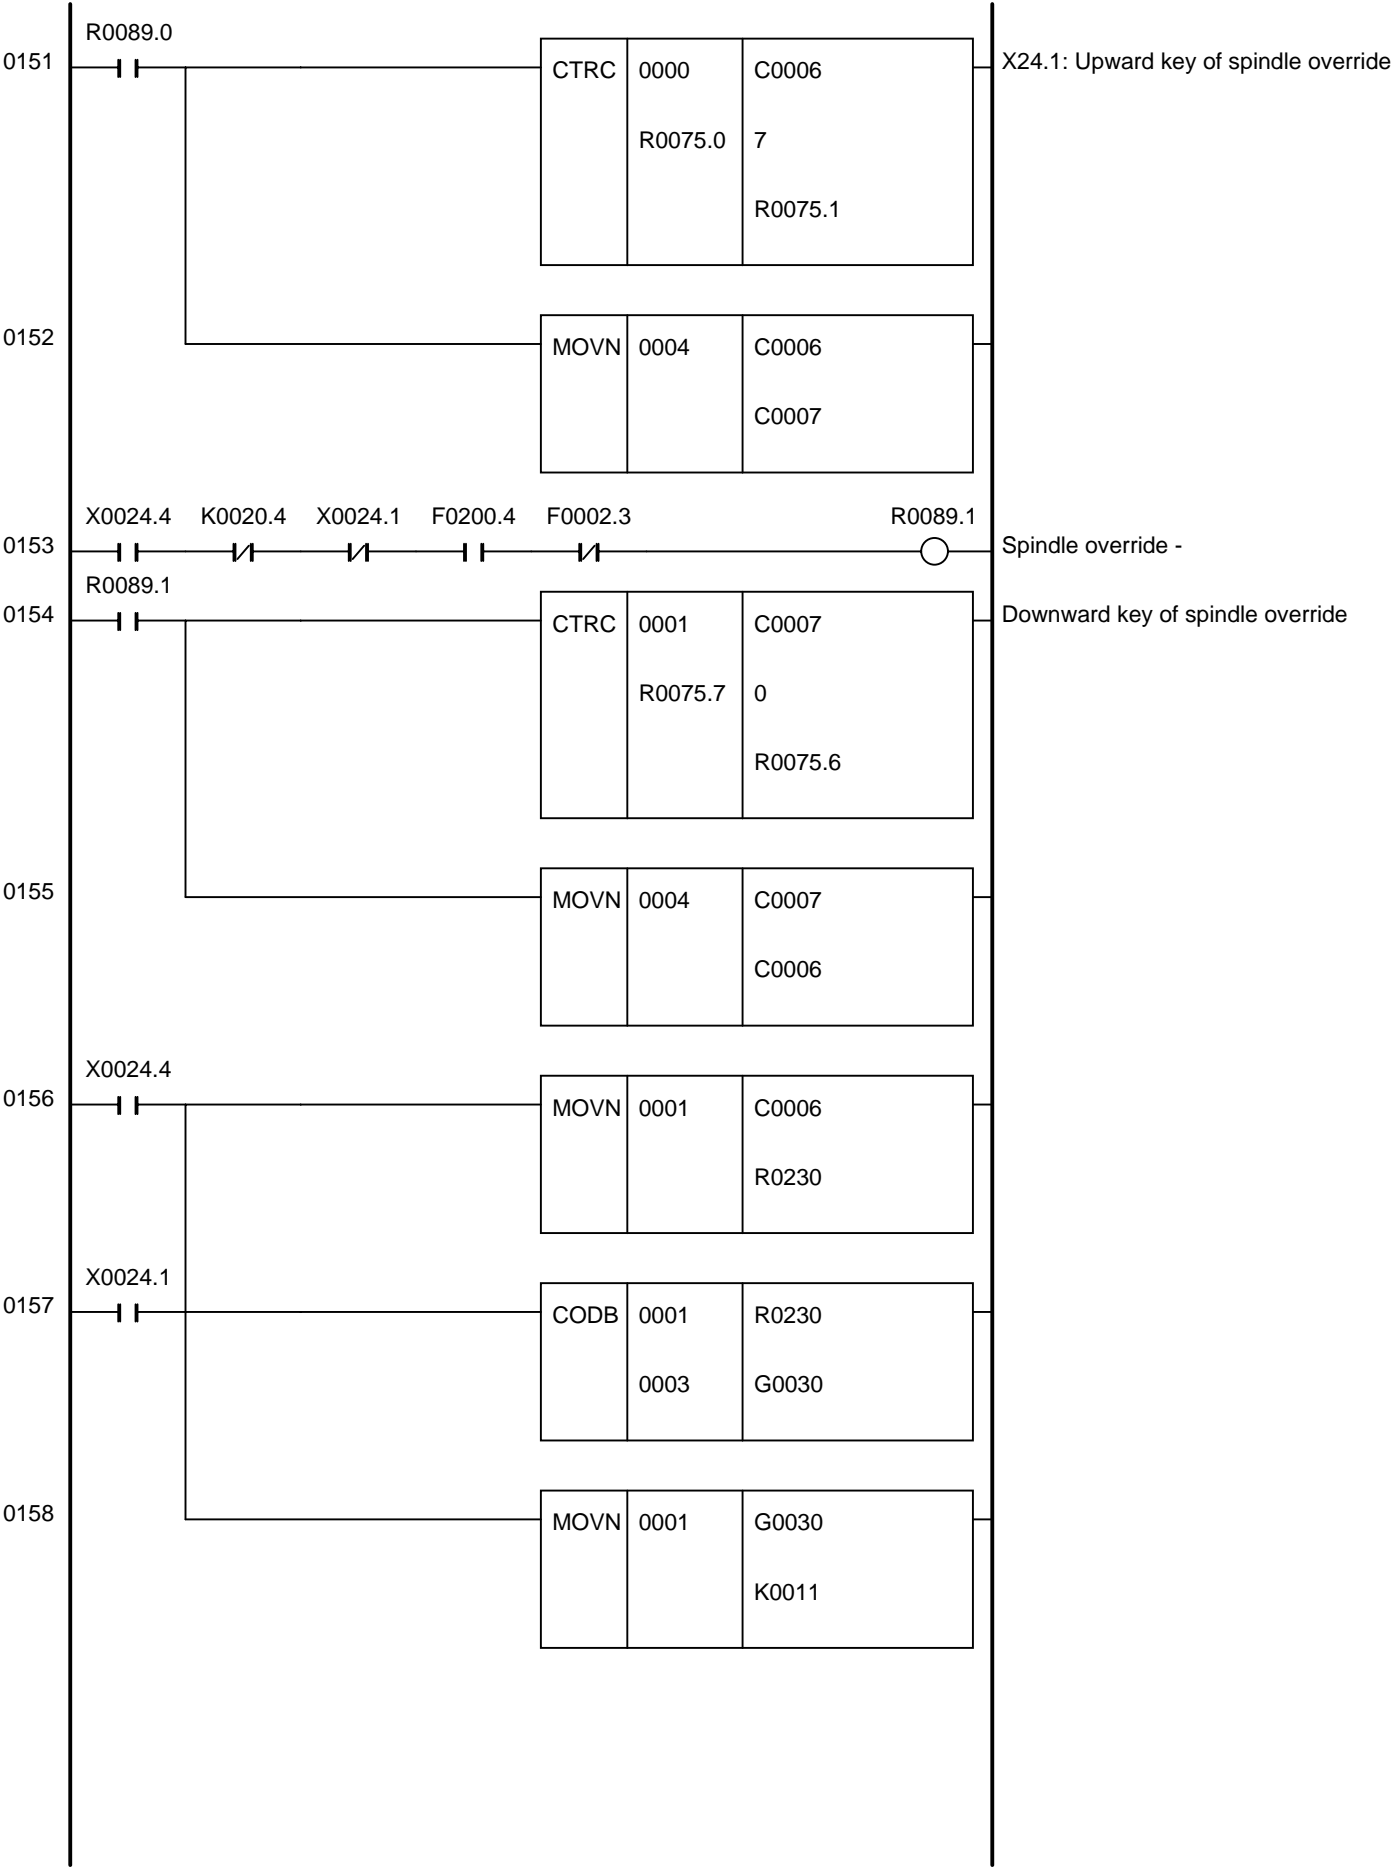 R0089.0
0151 CTRC 0000 C0006 X24.1: Upward key of spindle override
R0075.0 7
R0075.1
0152 MOVN 0004 C0006
C0007
X0024.4 K0020.4 X0024.1 F0200.4 F0002.3 R0089.1
0153 Spindle override -
R0089.1
0154 CTRC 0001 C0007 Downward key of spindle override
R0075.7 0
R0075.6
0155 MOVN 0004 C0007
C0006
X0024.4
0156 MOVN 0001 C0006
R0230
X0024.1
0157 CODB 0001 R0230
0003 G0030
0158 MOVN 0001 G0030
K0011